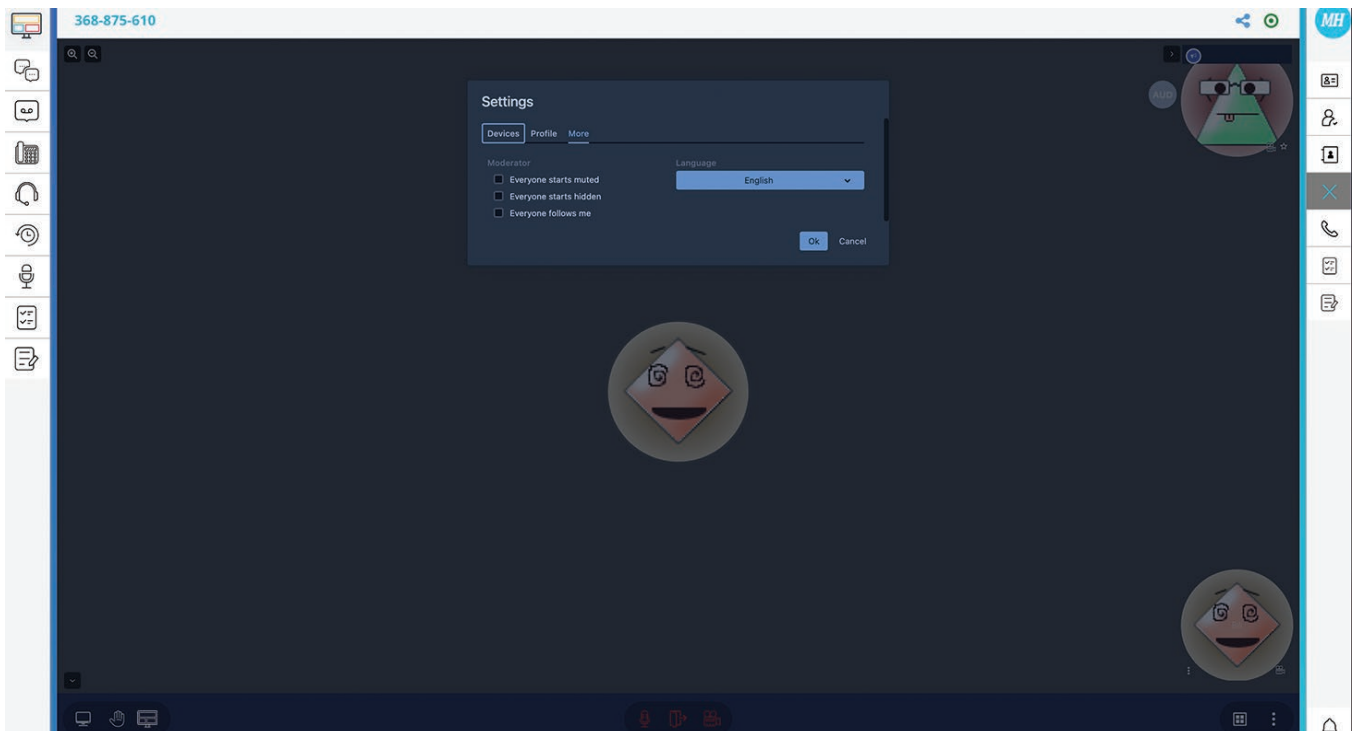 368-875-610
MH
AUD
Settings
Devices Profile More
Moderator
Language
Everyone starts muted
English
Everyone starts hidden
Everyone follows me
Ok Cancel